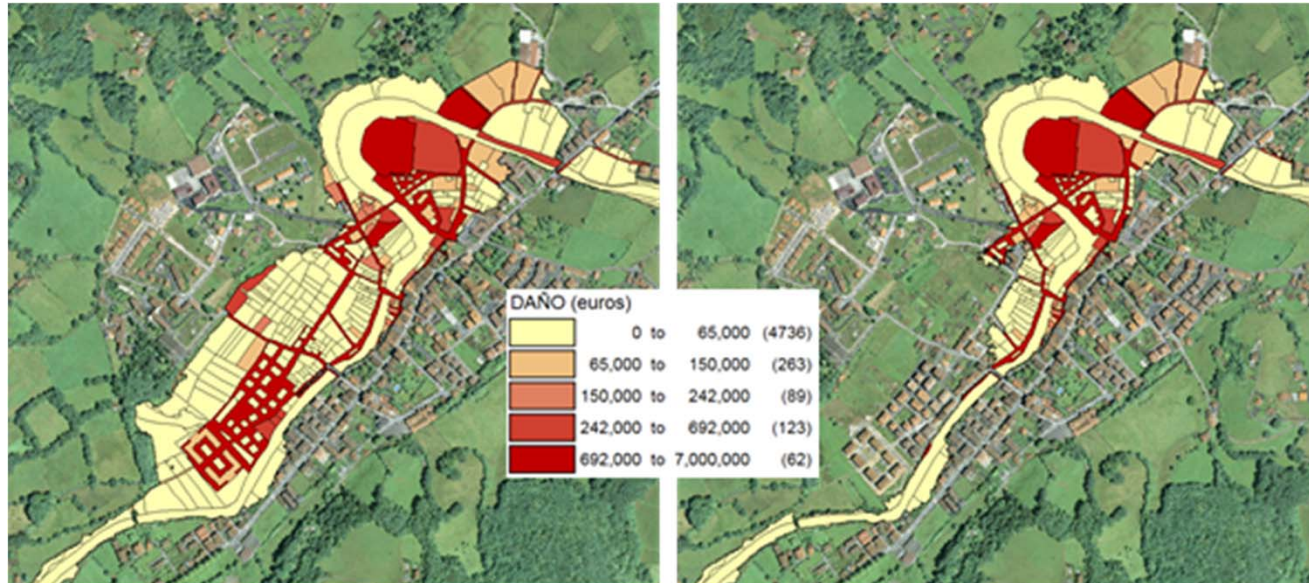 DAÑO (euros)
0 to 65,000 (4736)
65,000 to 150,000 (263)
150,000 to 242,000 (89)
242,000 to 692,000 (123)
692,000 to 7,000,000 (62)